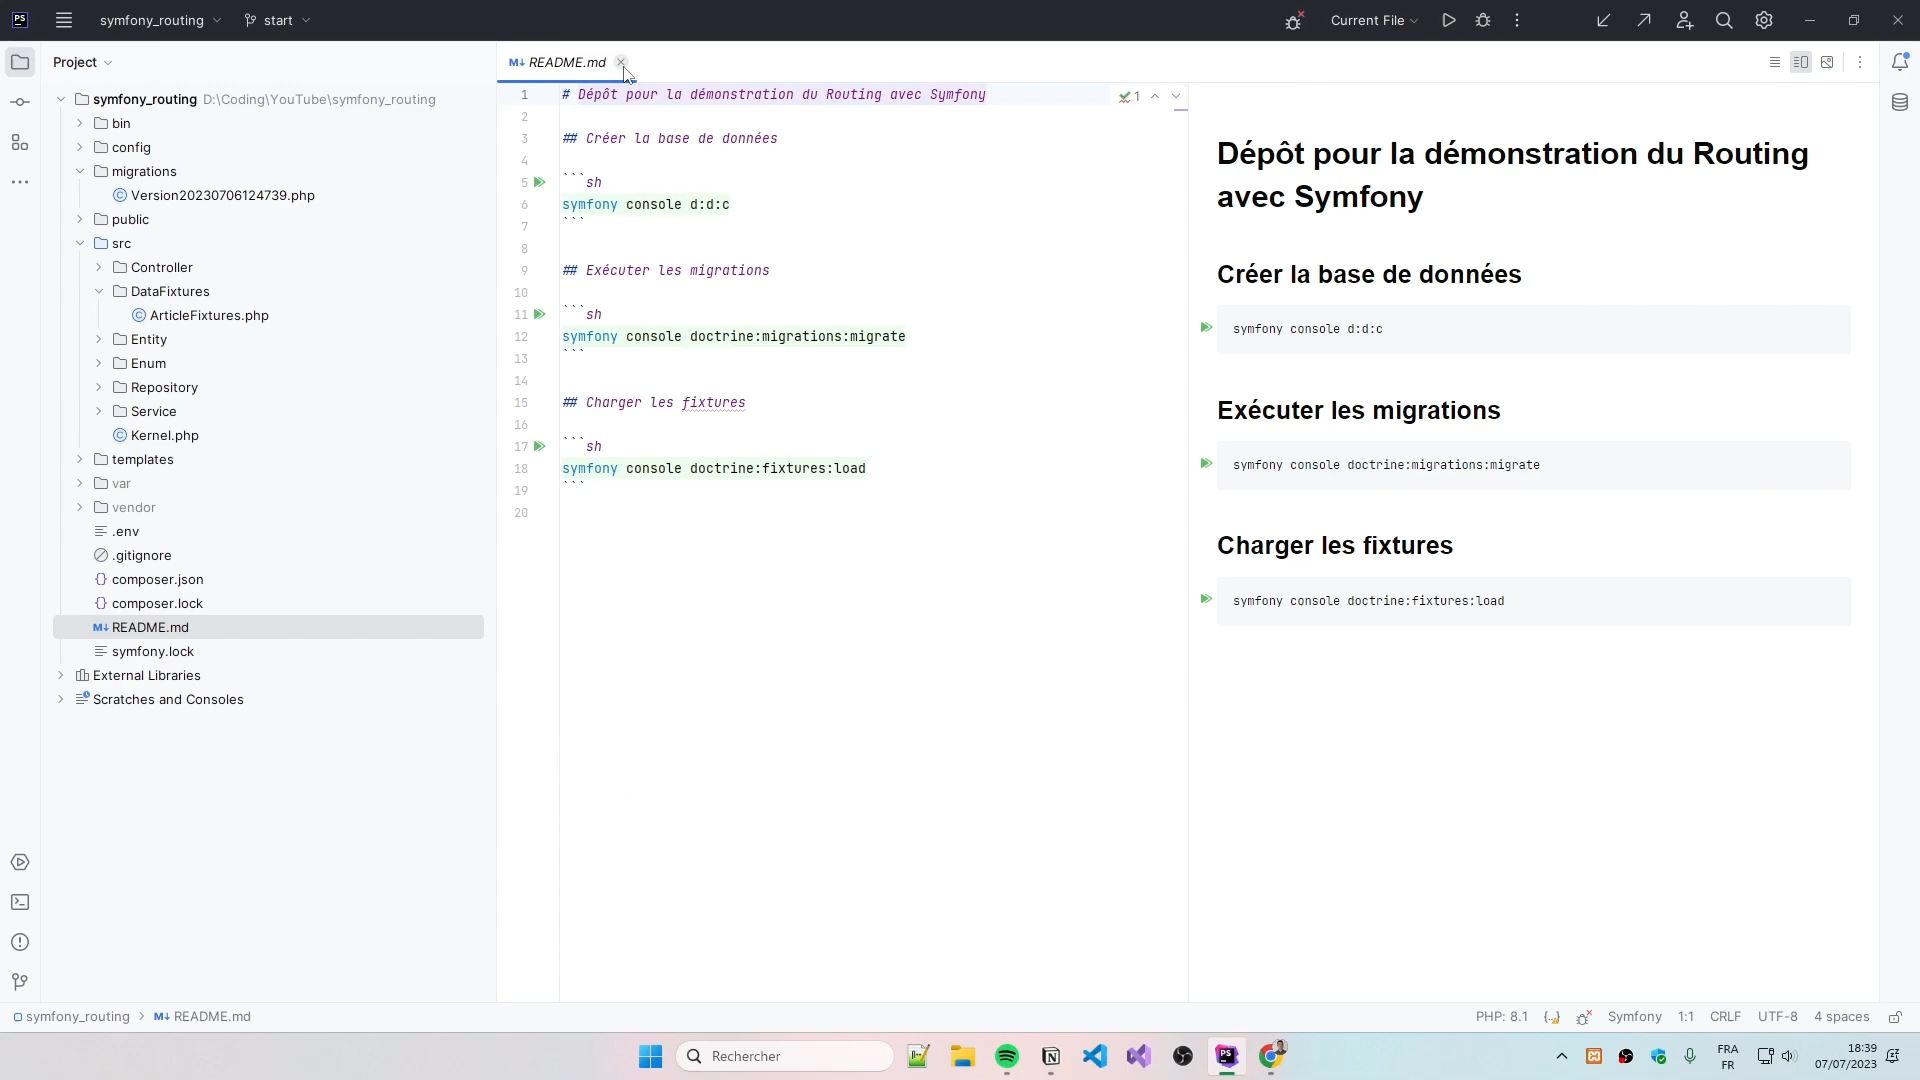 PS
symfony_routing
start
Current File
Project
M↓ README.md
symfony_routing D:\Coding\YouTube\symfony_routing
bin
config
migrations
Version20230706124739.php
public
src
Controller
DataFixtures
ArticleFixtures.php
Entity
Enum
Repository
Service
Kernel.php
templates
var
vendor
.env
.gitignore
composer.json
composer.lock
M↓ README.md
symfony.lock
External Libraries
Scratches and Consoles
1 # Dépôt pour la démonstration du Routing avec Symfony
1
2
3 ## Créer la base de données
4
5 ```sh
6 symfony console d:d:c
7 ```
8
9 ## Exécuter les migrations
10
11 ```sh
12 symfony console doctrine:migrations:migrate
13 ```
14
15 ## Charger les fixtures
16
17 ```sh
18 symfony console doctrine:fixtures:load
19 ```
20
Dépôt pour la démonstration du Routing
avec Symfony
Créer la base de données
symfony console d:d:c
Exécuter les migrations
symfony console doctrine:migrations:migrate
Charger les fixtures
symfony console doctrine:fixtures:load
symfony_routing > M↓ README.md
PHP: 8.1 Symfony 1:1 CRLF UTF-8 4 spaces
Rechercher
PS
FRA
FR
18:39
07/07/2023